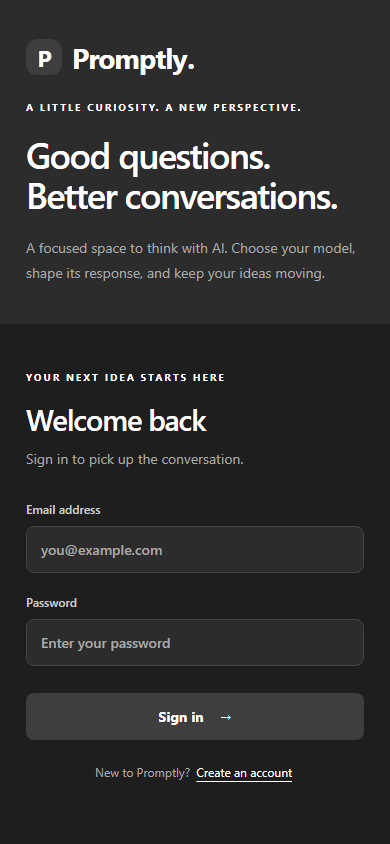 P Promptly.
A LITTLE CURIOSITY. A NEW PERSPECTIVE.
Good questions.
Better conversations.
A focused space to think with AI. Choose your model,
shape its response, and keep your ideas moving.
YOUR NEXT IDEA STARTS HERE
Welcome back
Sign in to pick up the conversation.
Email address
you@example.com
Password
Enter your password
Sign in →
New to Promptly? Create an account